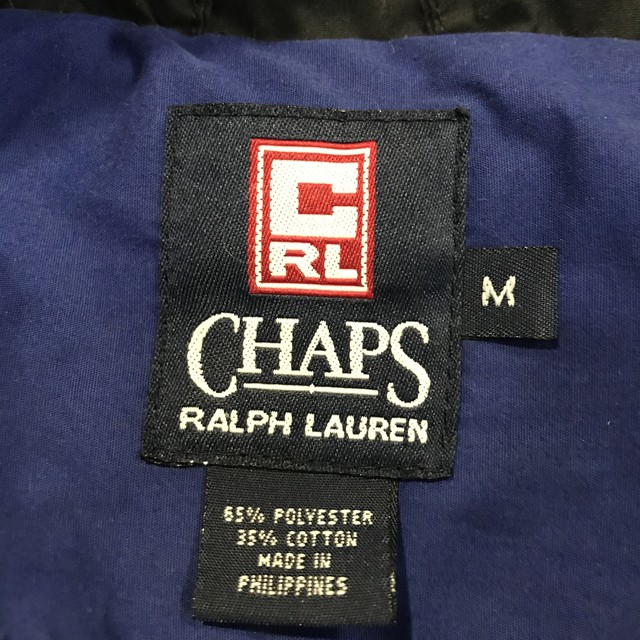 C
RL
CHAPS
RALPH LAUREN
M
65% POLYESTER
35% COTTON
MADE IN
PHILIPPINES